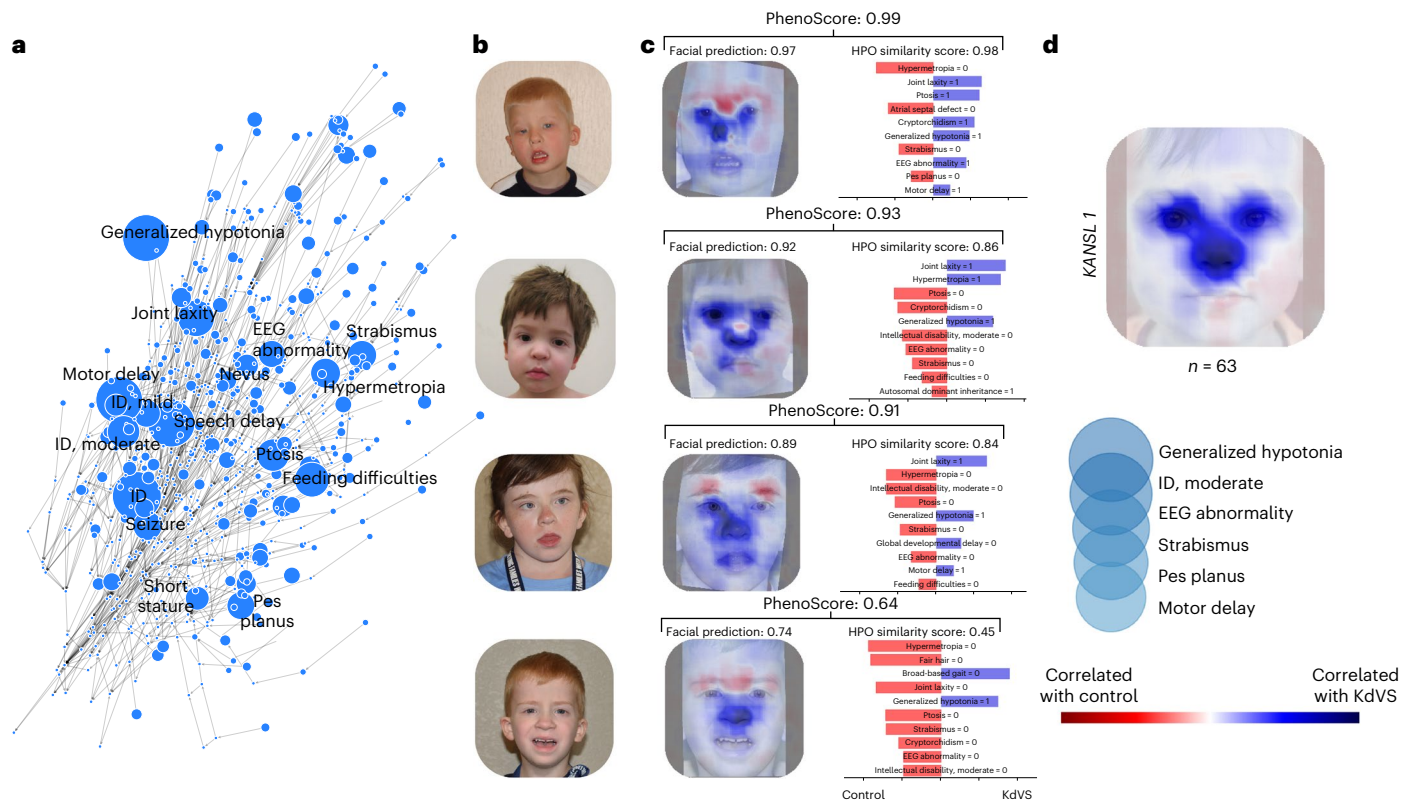 a
Generalized hypotonia
Joint laxity
EEG
abnormality
Strabismus
Motor delay
Nevus
Hypermetropia
ID, mild
Speech delay
ID, moderate
Ptosis
Feeding difficulties
ID
Seizure
Short
stature
Pes
planus
b
c
PhenoScore: 0.99
Facial prediction: 0.97
HPO similarity score: 0.98
Hypermetropia = 0
Joint laxity = 1
Ptosis = 1
Atrial septal defect = 0
Cryptorchidism = 1
Generalized hypotonia = 1
Strabismus = 0
EEG abnormality = 1
Pes planus = 0
Motor delay = 1
PhenoScore: 0.93
Facial prediction: 0.92
HPO similarity score: 0.86
Joint laxity = 1
Hypermetropia = 1
Ptosis = 0
Cryptorchidism = 0
Generalized hypotonia = 1
Intellectual disability, moderate = 0
EEG abnormality = 0
Strabismus = 0
Feeding difficulties = 0
Autosomal dominant inheritance = 1
PhenoScore: 0.91
Facial prediction: 0.89
HPO similarity score: 0.84
Joint laxity = 1
Hypermetropia = 0
Intellectual disability, moderate = 0
Ptosis = 0
Generalized hypotonia = 1
Strabismus = 0
Global developmental delay = 0
EEG abnormality = 0
Motor delay = 1
Feeding difficulties = 0
PhenoScore: 0.64
Facial prediction: 0.74
HPO similarity score: 0.45
Hypermetropia = 0
Fair hair = 0
Broad-based gait = 0
Joint laxity = 0
Generalized hypotonia = 1
Ptosis = 0
Strabismus = 0
Cryptorchidism = 0
EEG abnormality = 0
Intellectual disability, moderate = 0
Control
KdVS
d
KANSL 1
n = 63
Generalized hypotonia
ID, moderate
EEG abnormality
Strabismus
Pes planus
Motor delay
Correlated
with control
Correlated
with KdVS